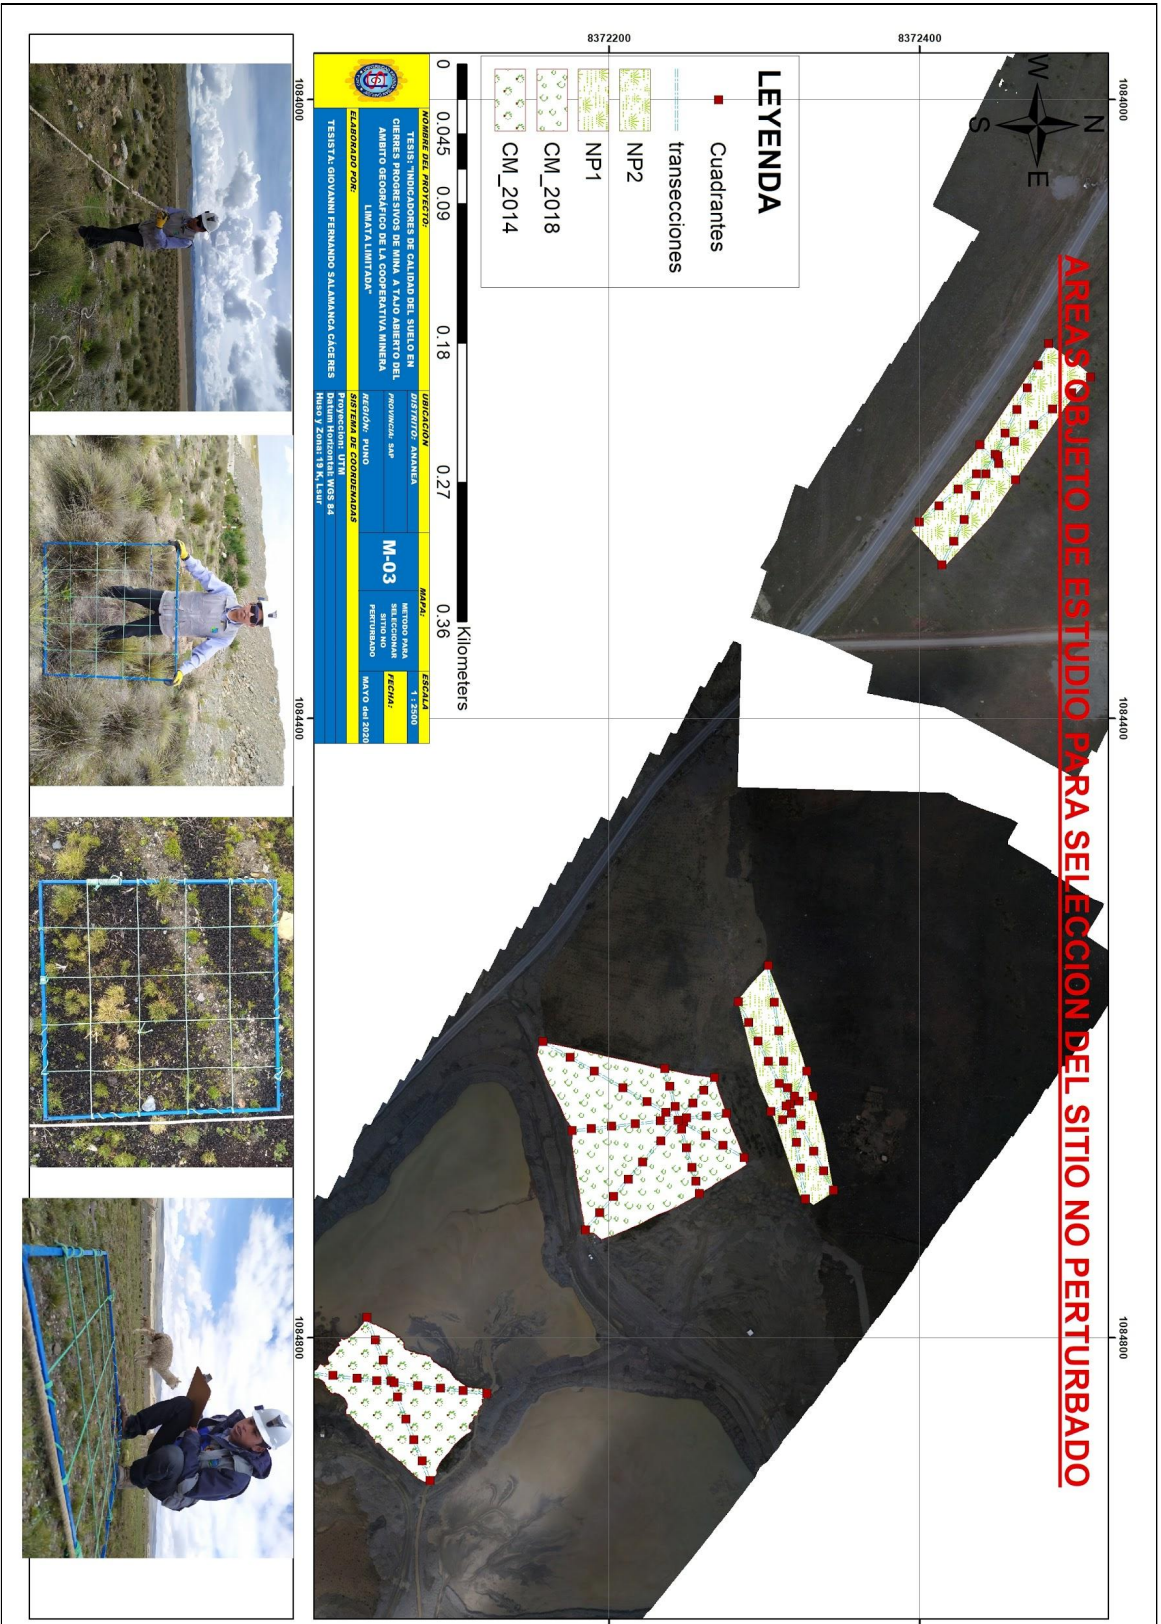 AREAS OBJETO DE ESTUDIO PARA SELECCION DEL SITIO NO PERTURBADO
1084000
1084400
1084800
8372400
8372200
N
W
E
S
LEYENDA
Cuadrantes
transecciones
NP2
NP1
CM_2018
CM_2014
0 0.045 0.09 0.18 0.27 0.36
Kilometers
NOMBRE DEL PROYECTO:
TESIS: "INDICADORES DE CALIDAD DEL SUELO EN
CIERRES PROGRESIVOS DE MINA A TAJO ABIERTO DEL
AMBITO GEOGRÁFICO DE LA COOPERATIVA MINERA
LIMATA LIMITADA"
ELABORADO POR:
TESISTA: GIOVANNI FERNANDO SALAMANCA CÁCERES
UBICACIÓN
DISTRITO: ANANEA
PROVINCIA: SAP
REGIÓN: PUNO
SISTEMA DE COORDENADAS
Proyeccion: UTM
Datum Horizontal: WGS 84
Huso y Zona: 19 K, Lsur
MAPA:
M-03
METODO PARA
SELECCIONAR
SITIO NO
PERTURBADO
ESCALA
1 : 2500
FECHA:
MAYO del 2020
1084000
1084400
1084800